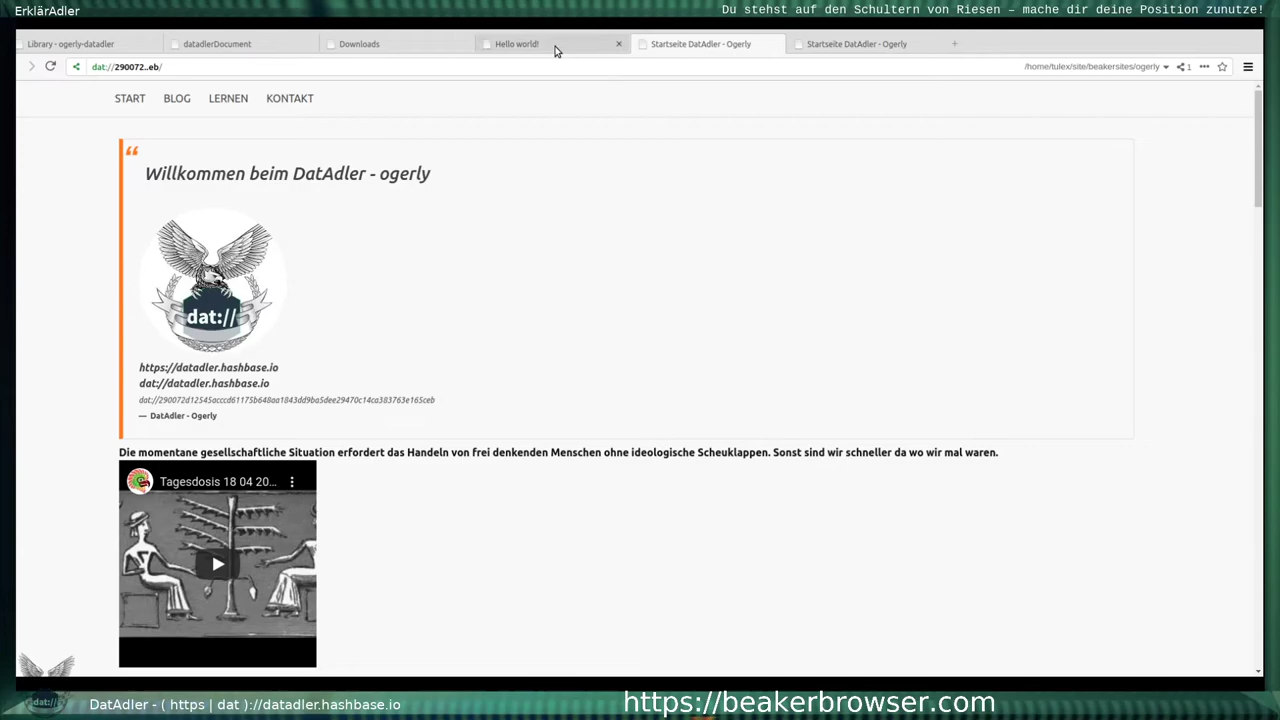 ErklärAdler
Du stehst auf den Schultern von Riesen – mache dir deine Position zunutze!
Library - ogerly-datadler
datadlerDocument
Downloads
Hello world!
Startseite DatAdler - Ogerly
Startseite DatAdler - Ogerly
dat://290072..eb/
/home/tulex/site/beakersites/ogerly
1
START
BLOG
LERNEN
KONTAKT
“
Willkommen beim DatAdler - ogerly
dat://
https://datadler.hashbase.io
dat://datadler.hashbase.io
dat://290072d12545acccd61175b648aa1843dd9ba5dee29470c14ca383763e165ceb
— DatAdler - Ogerly
Die momentane gesellschaftliche Situation erfordert das Handeln von frei denkenden Menschen ohne ideologische Scheuklappen. Sonst sind wir schneller da wo wir mal waren.
Tagesdosis 18 04 20...
dat://
DatAdler - ( https | dat )://datadler.hashbase.io
https://beakerbrowser.com